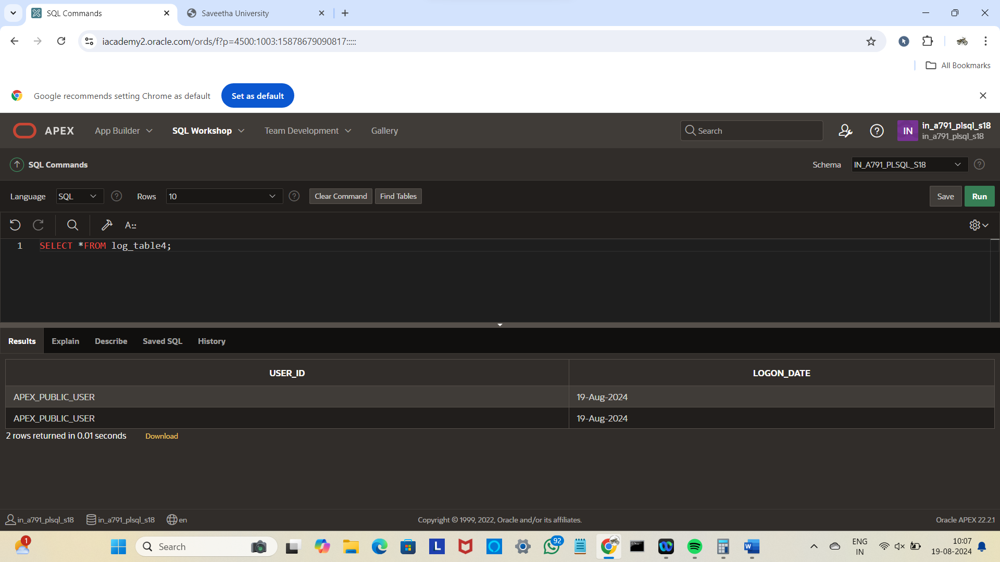 SQL Commands
Saveetha University
iacademy2.oracle.com/ords/f?p=4500:1003:15878679090817:::::
All Bookmarks
Google recommends setting Chrome as default
Set as default
APEX
App Builder
SQL Workshop
Team Development
Gallery
Search
IN
in_a791_plsql_s18
in_a791_plsql_s18
SQL Commands
Schema
IN_A791_PLSQL_S18
Language
SQL
Rows
10
Clear Command
Find Tables
Save
Run
A::
1
SELECT *FROM log_table4;
Results
Explain
Describe
Saved SQL
History
USER_ID
LOGON_DATE
APEX_PUBLIC_USER
19-Aug-2024
APEX_PUBLIC_USER
19-Aug-2024
2 rows returned in 0.01 seconds
Download
in_a791_plsql_s18
in_a791_plsql_s18
en
Copyright © 1999, 2022, Oracle and/or its affiliates.
Oracle APEX 22.2.1
1
Search
L
92
W
ENG
IN
10:07
19-08-2024